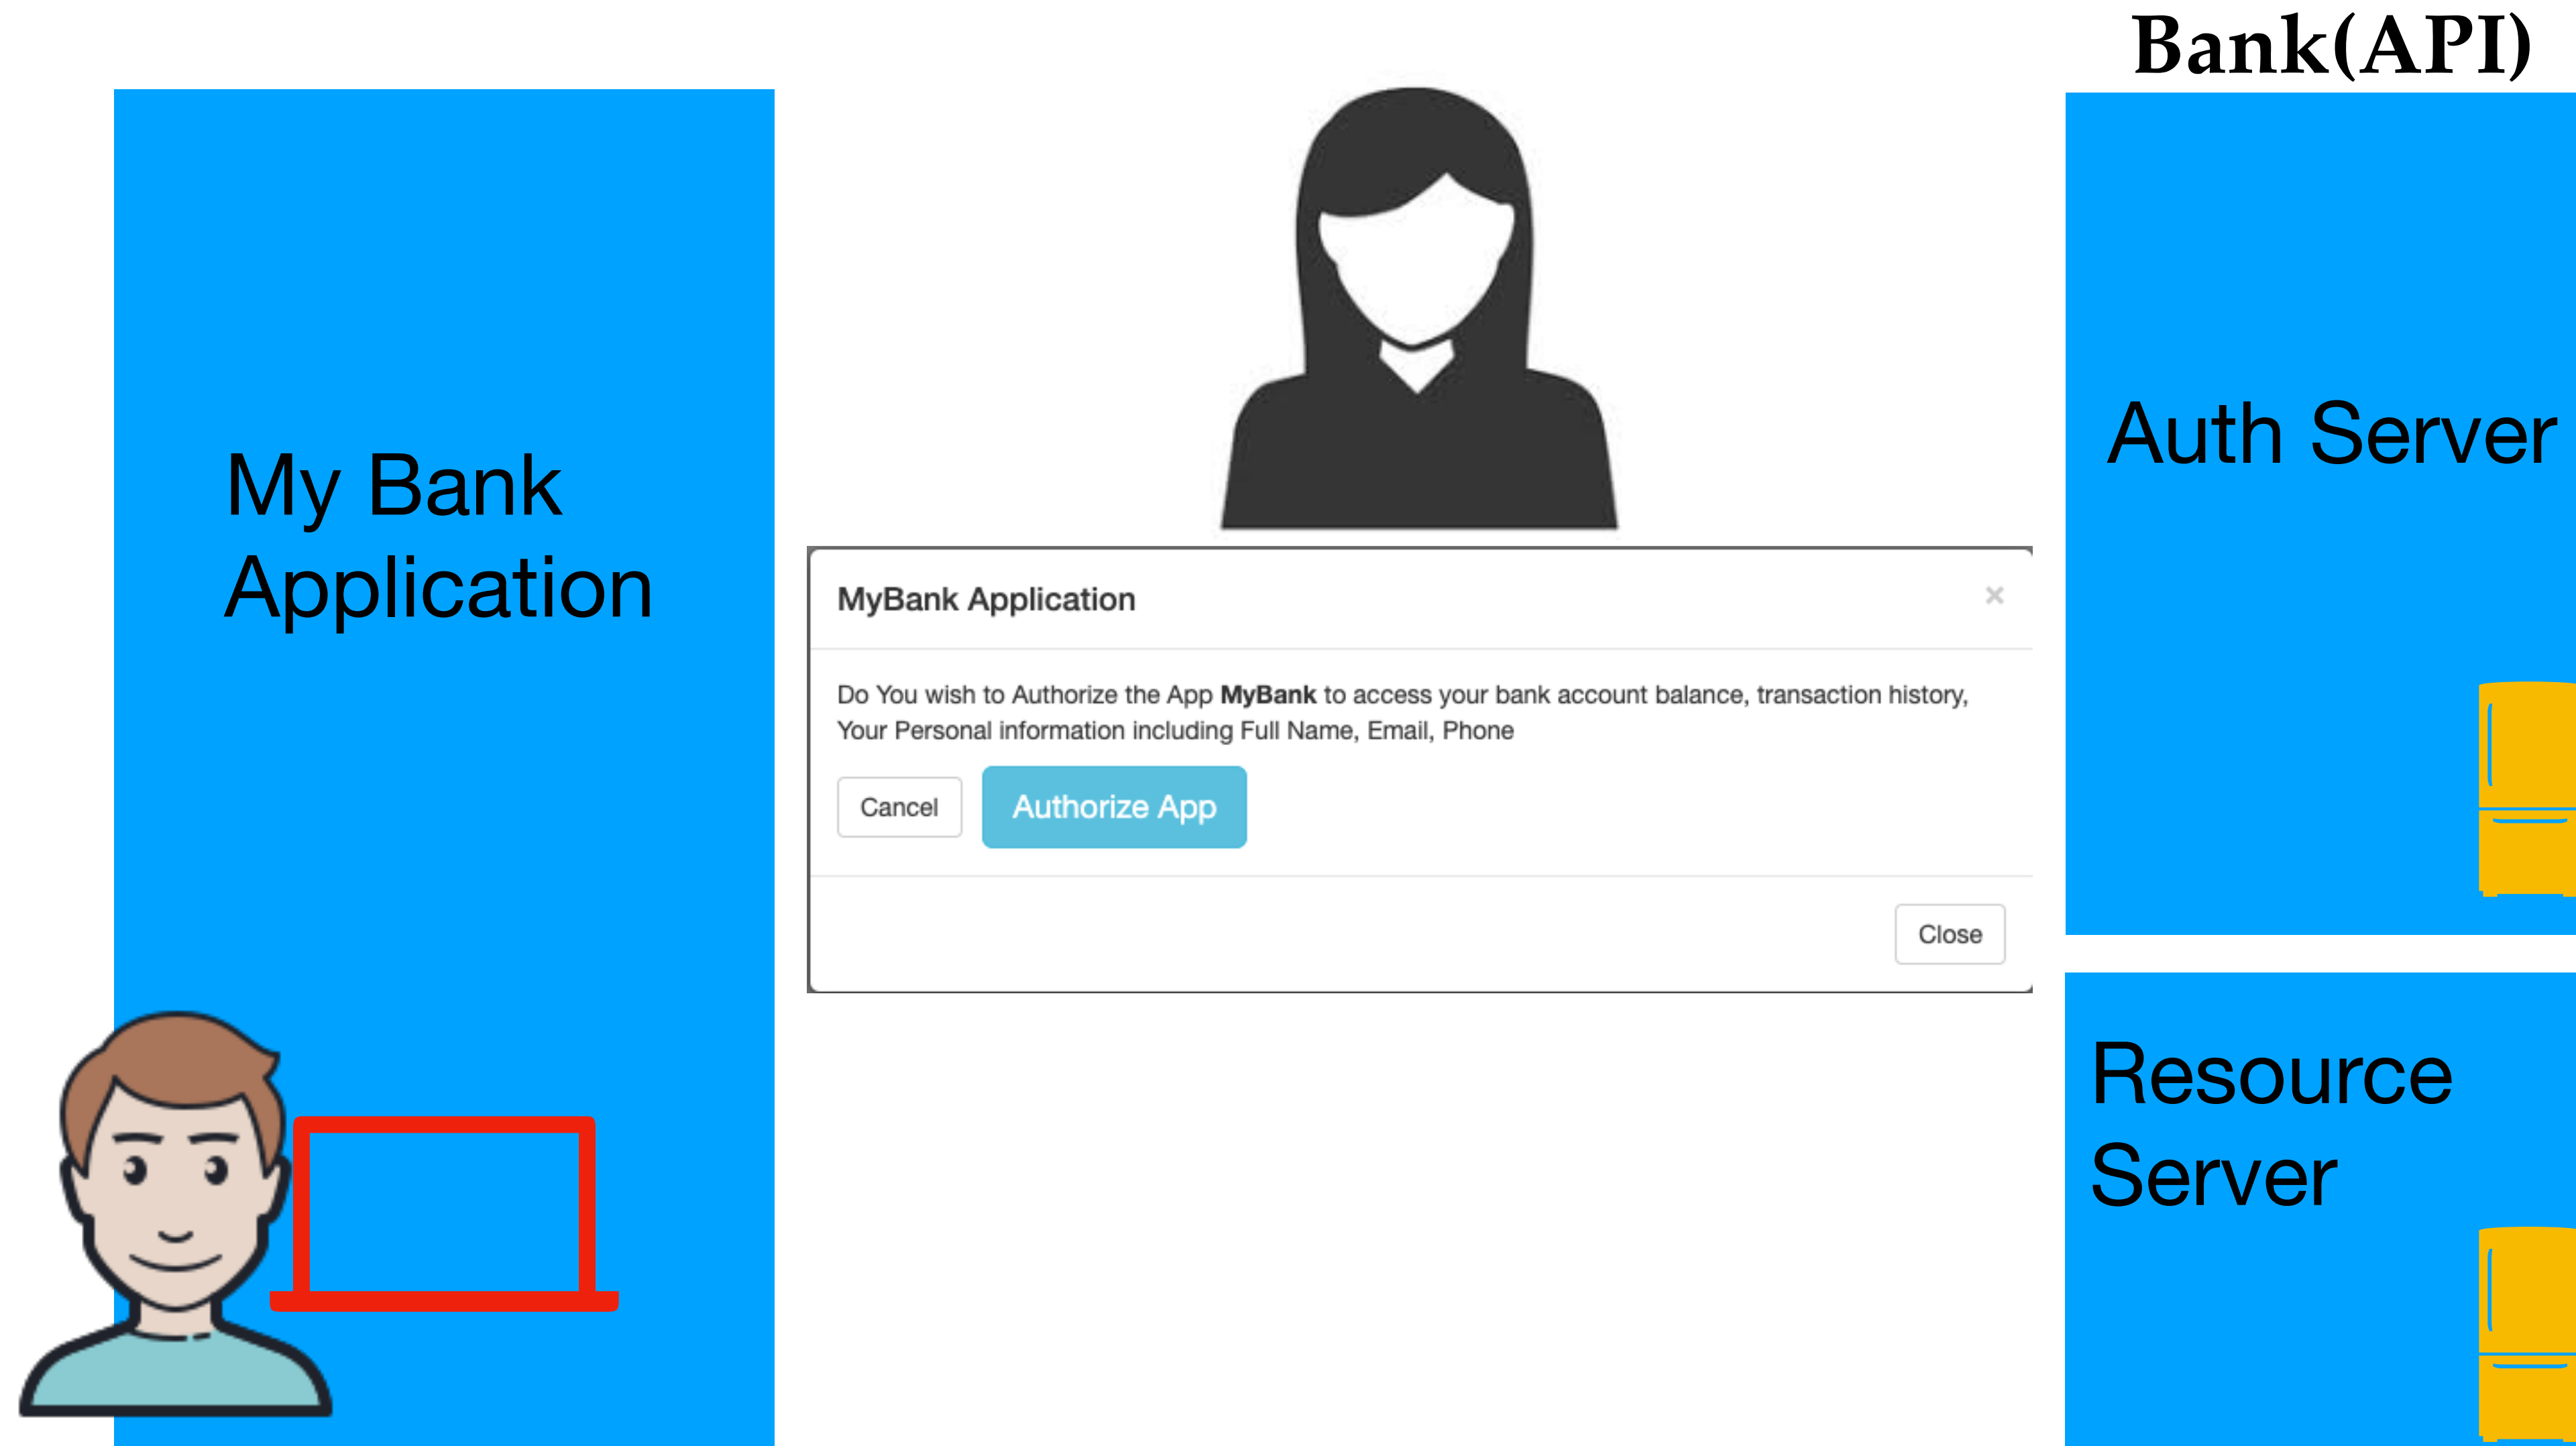 Bank(API)
My Bank
Application
MyBank Application
×
Do You wish to Authorize the App MyBank to access your bank account balance, transaction history,
Your Personal information including Full Name, Email, Phone
Cancel
Authorize App
Close
Auth Server
Resource
Server